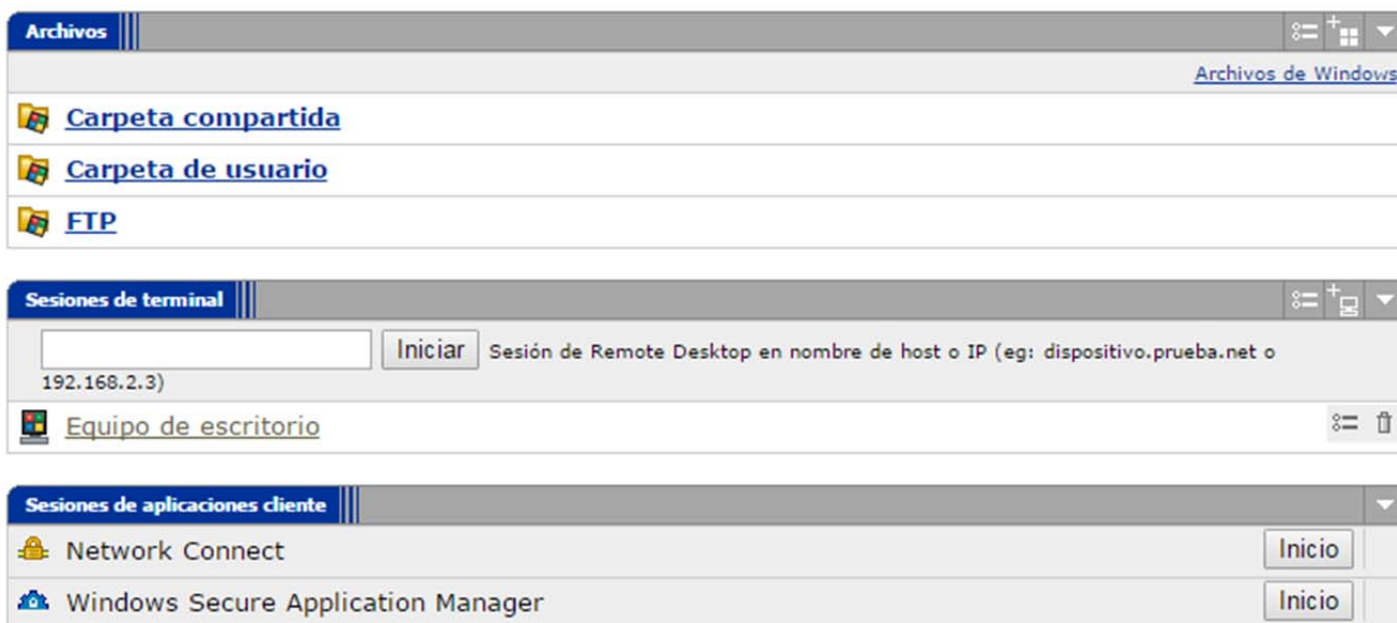 Archivos
Archivos de Windows
Carpeta compartida
Carpeta de usuario
FTP
Sesiones de terminal
Iniciar Sesión de Remote Desktop en nombre de host o IP (eg: dispositivo.prueba.net o
192.168.2.3)
Equipo de escritorio
Sesiones de aplicaciones cliente
Network Connect Inicio
Windows Secure Application Manager Inicio